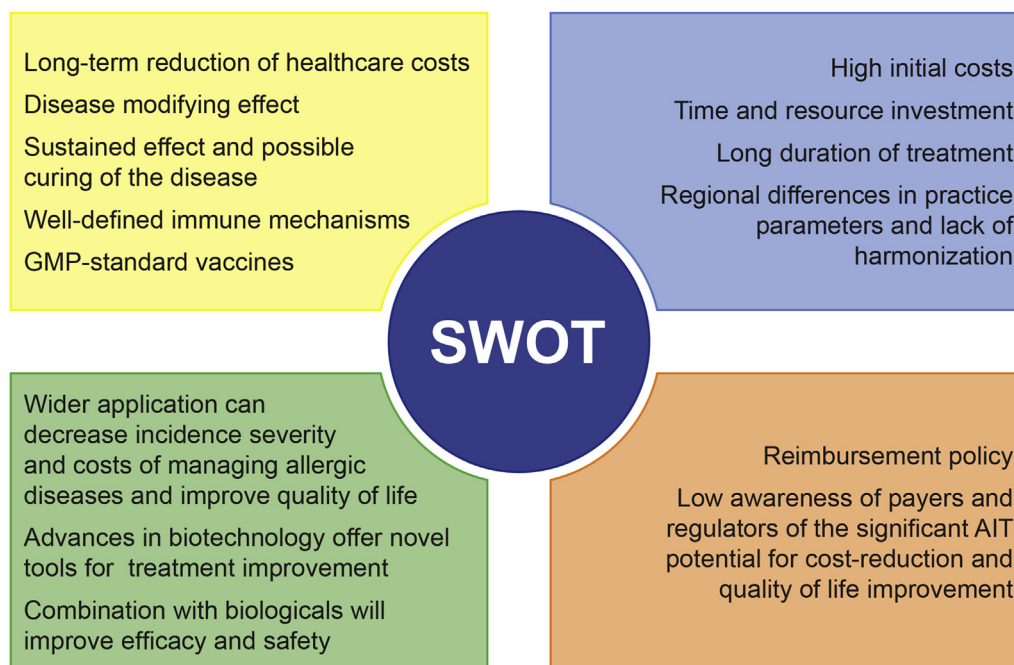 Long-term reduction of healthcare costs
Disease modifying effect
Sustained effect and possible
curing of the disease
Well-defined immune mechanisms
GMP-standard vaccines
High initial costs
Time and resource investment
Long duration of treatment
Regional differences in practice
parameters and lack of
harmonization
SWOT
Wider application can
decrease incidence severity
and costs of managing allergic
diseases and improve quality of life
Advances in biotechnology offer novel
tools for treatment improvement
Combination with biologicals will
improve efficacy and safety
Reimbursement policy
Low awareness of payers and
regulators of the significant AIT
potential for cost-reduction and
quality of life improvement